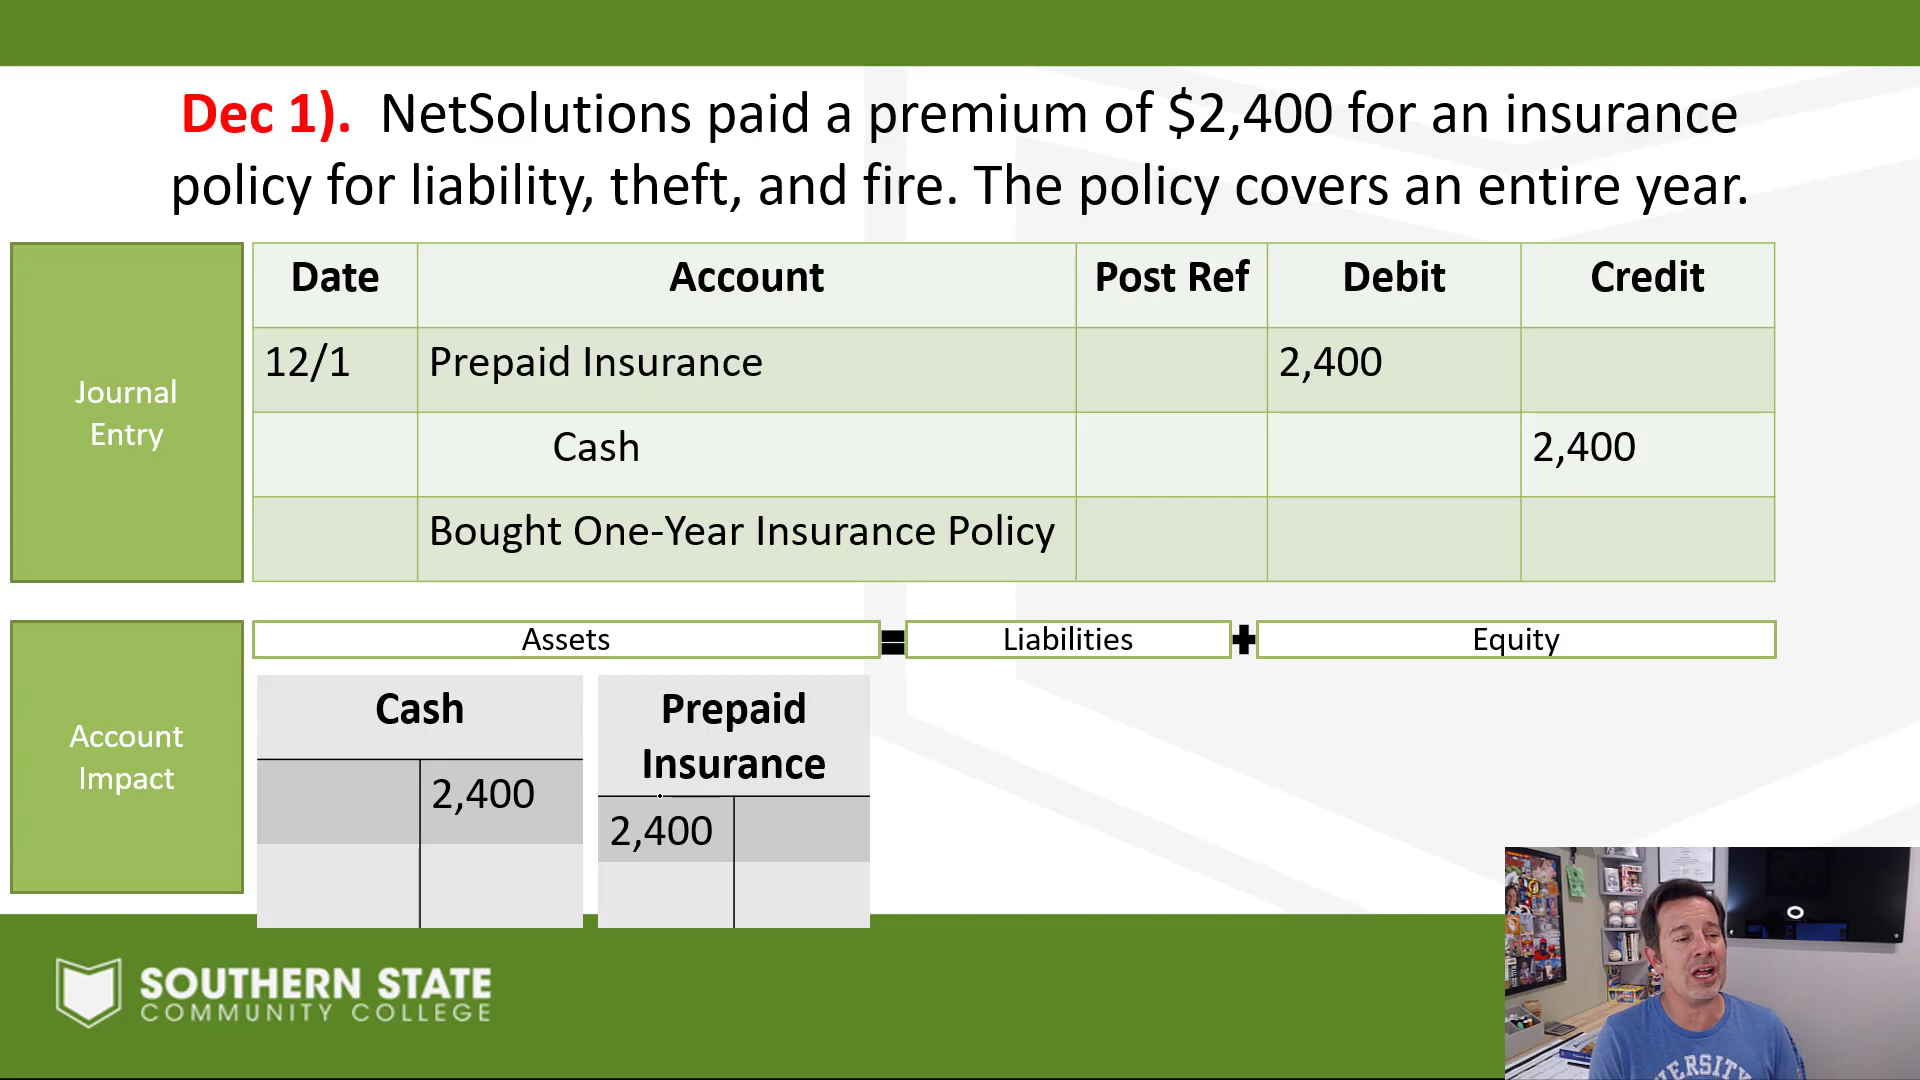 Dec 1). NetSolutions paid a premium of $2,400 for an insurance
policy for liability, theft, and fire. The policy covers an entire year.
Journal
Entry
Date Account Post Ref Debit Credit
12/1 Prepaid Insurance 2,400
Cash 2,400
Bought One-Year Insurance Policy
Account
Impact
Assets = Liabilities + Equity
Cash
2,400
Prepaid
Insurance
2,400
SOUTHERN STATE
COMMUNITY COLLEGE